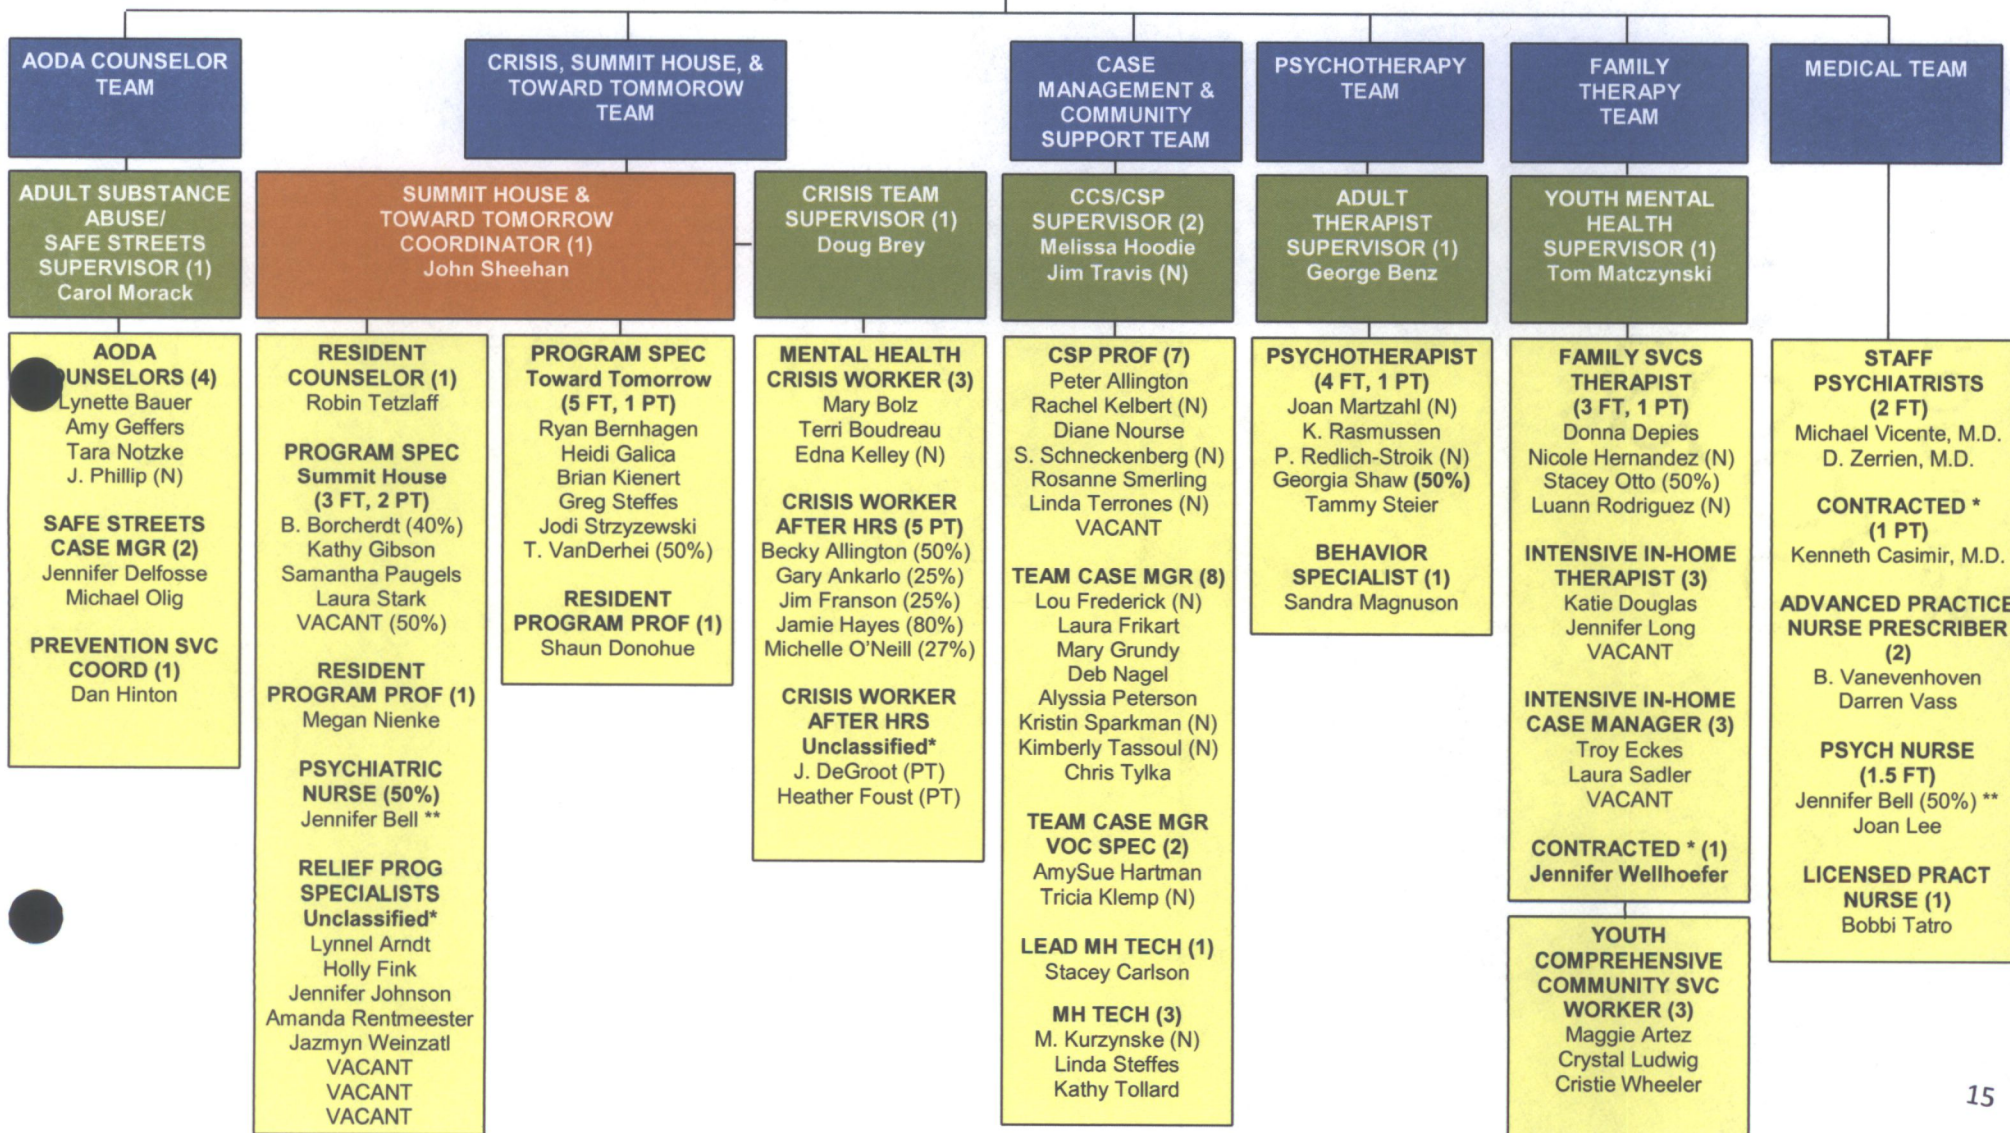 AODA COUNSELOR
TEAM
CRISIS, SUMMIT HOUSE, &
TOWARD TOMMOROW
TEAM
CASE
MANAGEMENT &
COMMUNITY
SUPPORT TEAM
PSYCHOTHERAPY
TEAM
FAMILY
THERAPY
TEAM
MEDICAL TEAM
ADULT SUBSTANCE
ABUSE/
SAFE STREETS
SUPERVISOR (1)
Carol Morack
SUMMIT HOUSE &
TOWARD TOMORROW
COORDINATOR (1)
John Sheehan
CRISIS TEAM
SUPERVISOR (1)
Doug Brey
CCS/CSP
SUPERVISOR (2)
Melissa Hoodie
Jim Travis (N)
ADULT
THERAPIST
SUPERVISOR (1)
George Benz
YOUTH MENTAL
HEALTH
SUPERVISOR (1)
Tom Matczynski
AODA
UNSELORS (4)
Lynette Bauer
Amy Geffers
Tara Notzke
J. Phillip (N)
SAFE STREETS
CASE MGR (2)
Jennifer Delfosse
Michael Olig
PREVENTION SVC
COORD (1)
Dan Hinton
RESIDENT
COUNSELOR (1)
Robin Tetzlaff
PROGRAM SPEC
Summit House
(3 FT, 2 PT)
B. Borcherdt (40%)
Kathy Gibson
Samantha Paugels
Laura Stark
VACANT (50%)
RESIDENT
PROGRAM PROF (1)
Megan Nienke
PSYCHIATRIC
NURSE (50%)
Jennifer Bell **
RELIEF PROG
SPECIALISTS
Unclassified*
Lynnel Arndt
Holly Fink
Jennifer Johnson
Amanda Rentmeester
Jazmyn Weinzatl
VACANT
VACANT
VACANT
PROGRAM SPEC
Toward Tomorrow
(5 FT, 1 PT)
Ryan Bernhagen
Heidi Galica
Brian Kienert
Greg Steffes
Jodi Strzyzewski
T. VanDerhei (50%)
RESIDENT
PROGRAM PROF (1)
Shaun Donohue
MENTAL HEALTH
CRISIS WORKER (3)
Mary Bolz
Terri Boudreau
Edna Kelley (N)
CRISIS WORKER
AFTER HRS (5 PT)
Becky Allington (50%)
Gary Ankarlo (25%)
Jim Franson (25%)
Jamie Hayes (80%)
Michelle O'Neill (27%)
CRISIS WORKER
AFTER HRS
Unclassified*
J. DeGroot (PT)
Heather Foust (PT)
CSP PROF (7)
Peter Allington
Rachel Kelbert (N)
Diane Nourse
S. Schneckenberg (N)
Rosanne Smerling
Linda Terrones (N)
VACANT
TEAM CASE MGR (8)
Lou Frederick (N)
Laura Frikart
Mary Grundy
Deb Nagel
Alyssia Peterson
Kristin Sparkman (N)
Kimberly Tassoul (N)
Chris Tylka
TEAM CASE MGR
VOC SPEC (2)
AmySue Hartman
Tricia Klemp (N)
LEAD MH TECH (1)
Stacey Carlson
MH TECH (3)
M. Kurzynske (N)
Linda Steffes
Kathy Tollard
PSYCHOTHERAPIST
(4 FT, 1 PT)
Joan Martzahl (N)
K. Rasmussen
P. Redlich-Stroik (N)
Georgia Shaw (50%)
Tammy Steier
BEHAVIOR
SPECIALIST (1)
Sandra Magnuson
FAMILY SVCS
THERAPIST
(3 FT, 1 PT)
Donna Depies
Nicole Hernandez (N)
Stacey Otto (50%)
Luann Rodriguez (N)
INTENSIVE IN-HOME
THERAPIST (3)
Katie Douglas
Jennifer Long
VACANT
INTENSIVE IN-HOME
CASE MANAGER (3)
Troy Eckes
Laura Sadler
VACANT
CONTRACTED * (1)
Jennifer Wellhoefer
YOUTH
COMPREHENSIVE
COMMUNITY SVC
WORKER (3)
Maggie Artez
Crystal Ludwig
Cristie Wheeler
STAFF
PSYCHIATRISTS
(2 FT)
Michael Vicente, M.D.
D. Zerrien, M.D.
CONTRACTED *
(1 PT)
Kenneth Casimir, M.D.
ADVANCED PRACTICE
NURSE PRESCRIBER
(2)
B. Vanevenhoven
Darren Vass
PSYCH NURSE
(1.5 FT)
Jennifer Bell (50%) **
Joan Lee
LICENSED PRACT
NURSE (1)
Bobbi Tatro
15